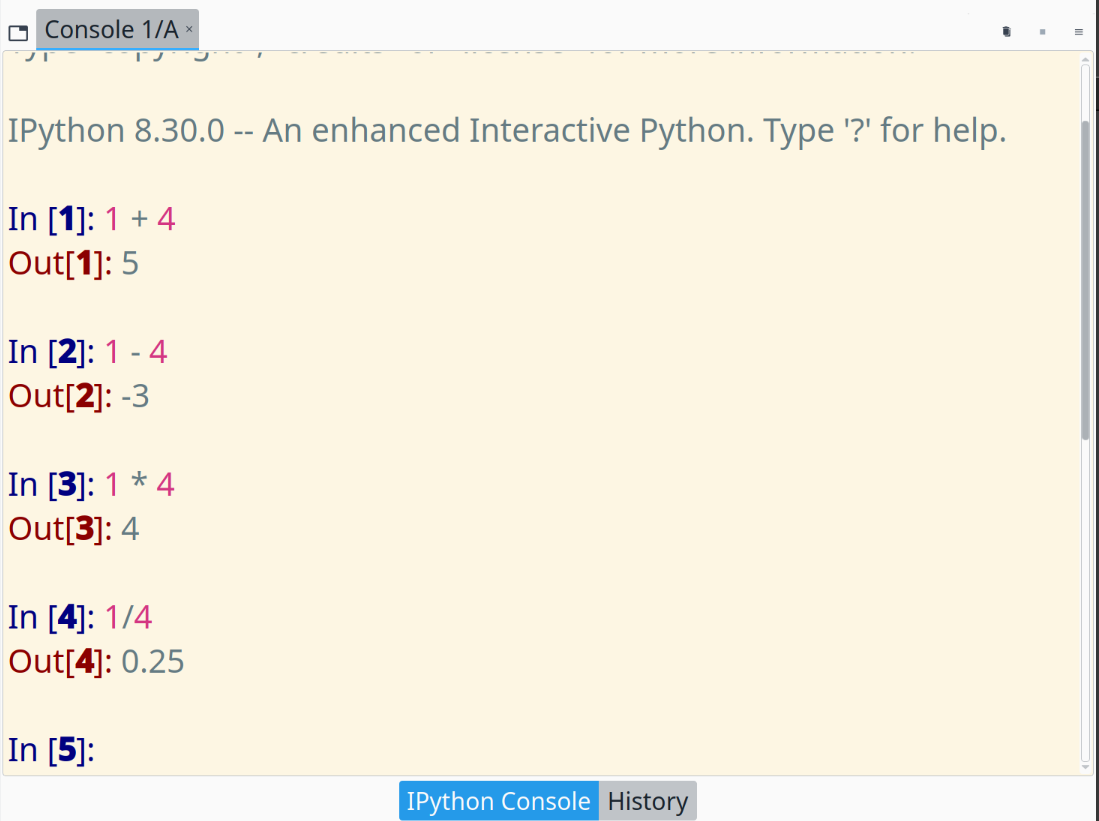 Console 1/A
IPython 8.30.0 -- An enhanced Interactive Python. Type '?' for help.
In [1]: 1 + 4
Out[1]: 5
In [2]: 1 - 4
Out[2]: -3
In [3]: 1 * 4
Out[3]: 4
In [4]: 1/4
Out[4]: 0.25
In [5]:
IPython Console
History